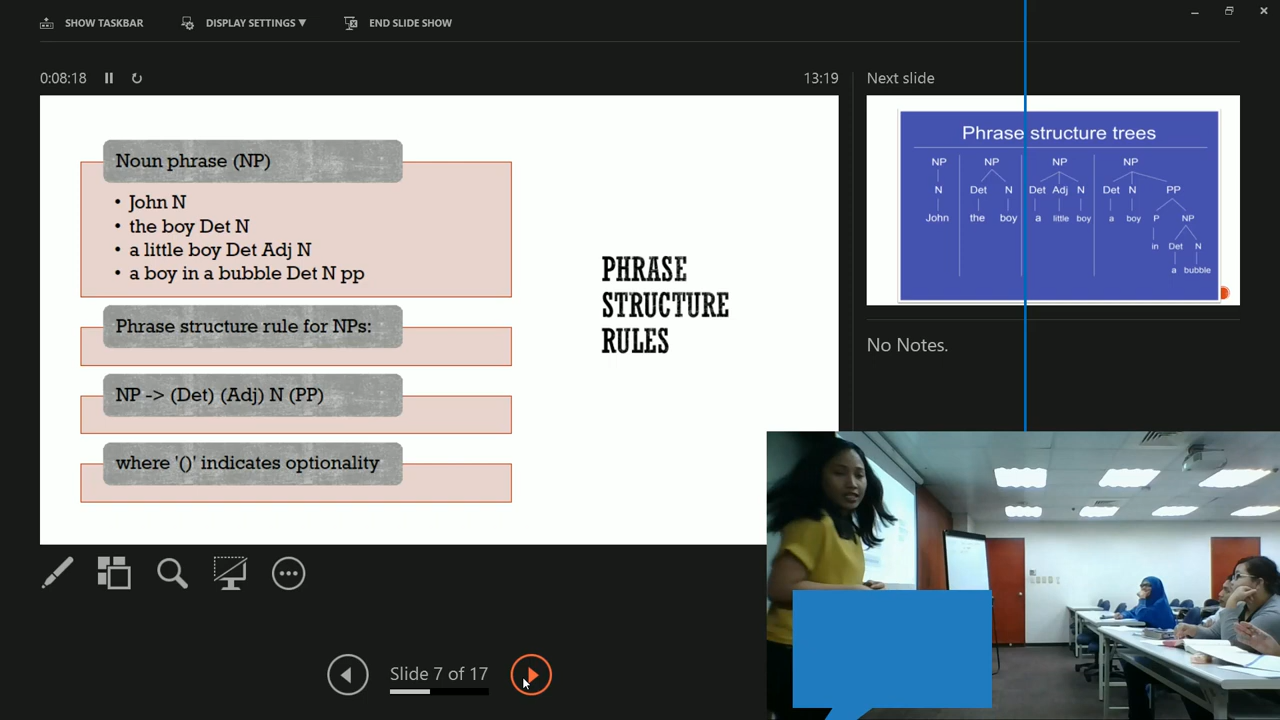 SHOW TASKBAR
DISPLAY SETTINGS ▼
END SLIDE SHOW
0:08:18
13:19
Next slide
Noun phrase (NP)
• John N
• the boy Det N
• a little boy Det Adj N
• a boy in a bubble Det N pp
Phrase structure rule for NPs:
NP -> (Det) (Adj) N (PP)
where '()' indicates optionality
PHRASE
STRUCTURE
RULES
Phrase structure trees
NP NP NP NP
N Det N Det Adj N Det N PP
John the boy a little boy a boy P NP
in Det N
a bubble
No Notes.
Slide 7 of 17